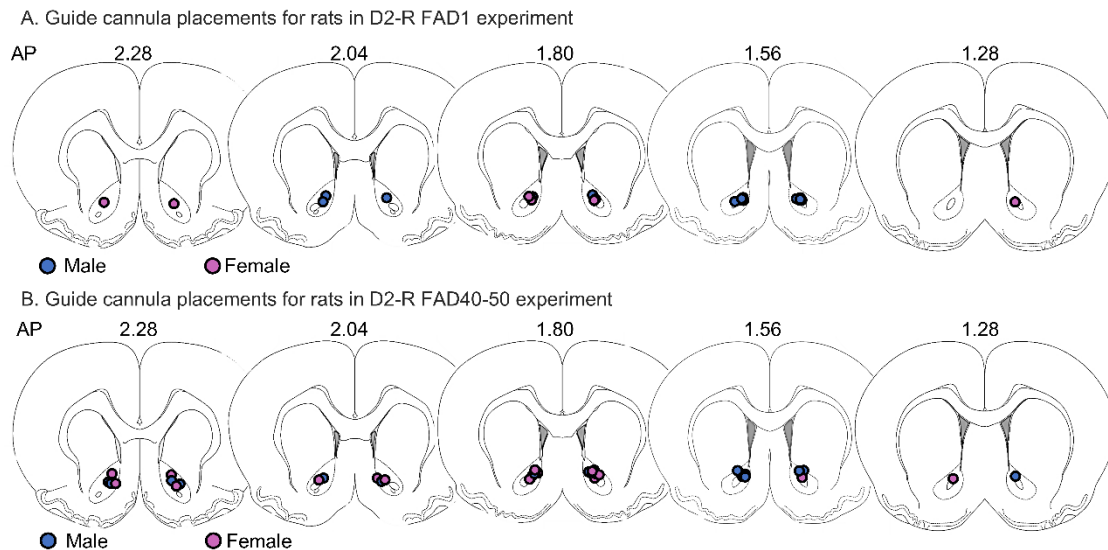 A. Guide cannula placements for rats in D2-R FAD1 experiment
AP 2.28 2.04 1.80 1.56 1.28
Male Female
B. Guide cannula placements for rats in D2-R FAD40-50 experiment
AP 2.28 2.04 1.80 1.56 1.28
Male Female